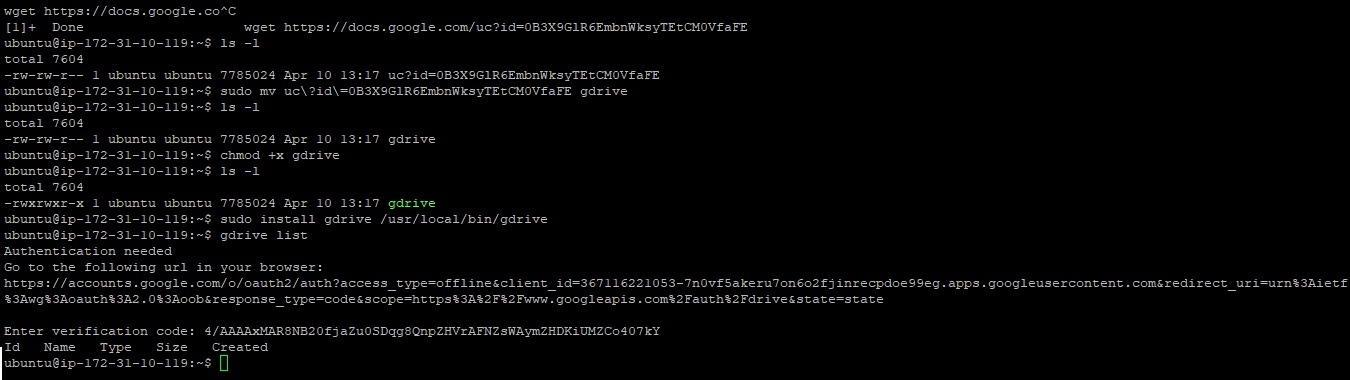 wget https://docs.google.co^C
[1]+  Done                    wget https://docs.google.com/uc?id=0B3X9GlR6EmbnWksyTEtCM0VfaFE
ubuntu@ip-172-31-10-119:~$ ls -l
total 7604
-rw-rw-r-- 1 ubuntu ubuntu 7785024 Apr 10 13:17 uc?id=0B3X9GlR6EmbnWksyTEtCM0VfaFE
ubuntu@ip-172-31-10-119:~$ sudo mv uc\?id\=0B3X9GlR6EmbnWksyTEtCM0VfaFE gdrive
ubuntu@ip-172-31-10-119:~$ ls -l
total 7604
-rw-rw-r-- 1 ubuntu ubuntu 7785024 Apr 10 13:17 gdrive
ubuntu@ip-172-31-10-119:~$ chmod +x gdrive
ubuntu@ip-172-31-10-119:~$ ls -l
total 7604
-rwxrwxr-x 1 ubuntu ubuntu 7785024 Apr 10 13:17 gdrive
ubuntu@ip-172-31-10-119:~$ sudo install gdrive /usr/local/bin/gdrive
ubuntu@ip-172-31-10-119:~$ gdrive list
Authentication needed
Go to the following url in your browser:
https://accounts.google.com/o/oauth2/auth?access_type=offline&client_id=367116221053-7n0vf5akeru7on6o2fjinrecpdoe99eg.apps.googleusercontent.com&redirect_uri=urn%3Aietf
%3Awg%3Aoauth%3A2.0%3Aoob&response_type=code&scope=https%3A%2F%2Fwww.googleapis.com%2Fauth%2Fdrive&state=state

Enter verification code: 4/AAAAxMAR8NB20fjaZu0SDqg8QnpZHVrAFNZsWAymZHDKiUMZCo407kY
Id   Name   Type   Size   Created
ubuntu@ip-172-31-10-119:~$